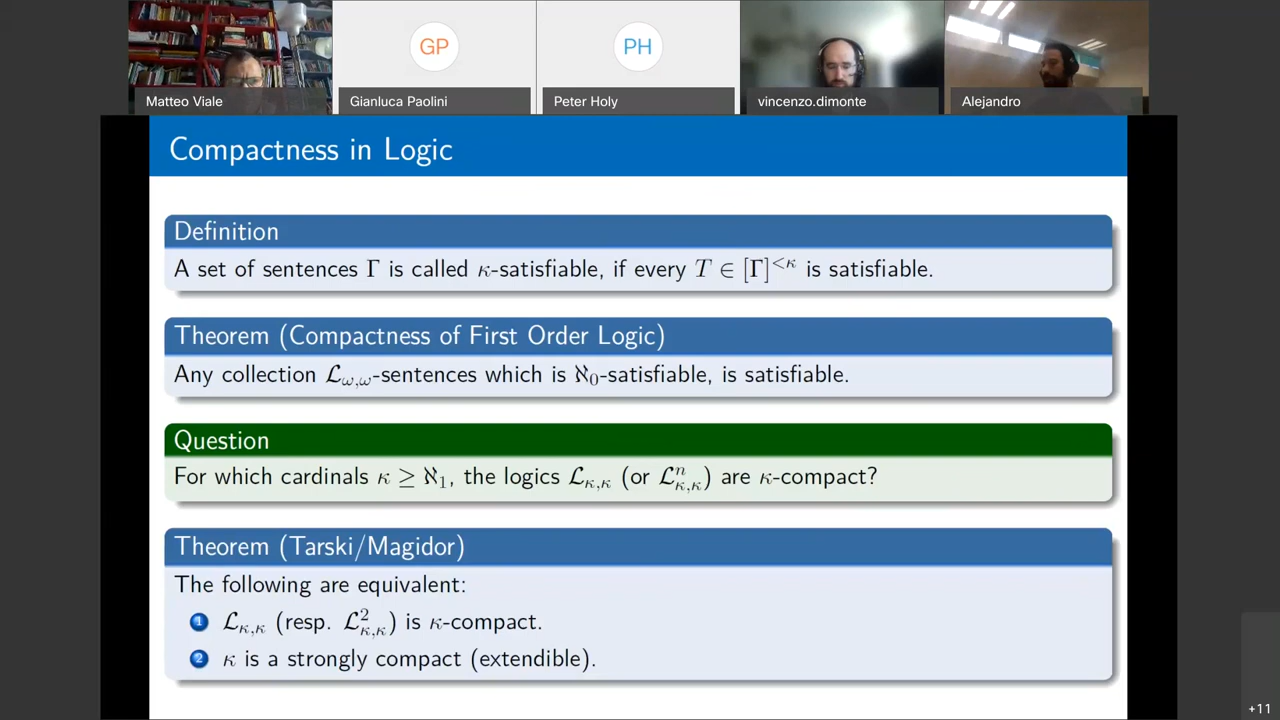 GP
PH
Matteo Viale
Gianluca Paolini
Peter Holy
vincenzo.dimonte
Alejandro
Compactness in Logic
Definition
A set of sentences Γ is called κ-satisfiable, if every T ∈ [Γ]^{<κ} is satisfiable.
Theorem (Compactness of First Order Logic)
Any collection 𝓛_{ω,ω}-sentences which is ℵ₀-satisfiable, is satisfiable.
Question
For which cardinals κ ≥ ℵ₁, the logics 𝓛_{κ,κ} (or 𝓛^n_{κ,κ}) are κ-compact?
Theorem (Tarski/Magidor)
The following are equivalent:
1 𝓛_{κ,κ} (resp. 𝓛^2_{κ,κ}) is κ-compact.
2 κ is a strongly compact (extendible).
+11